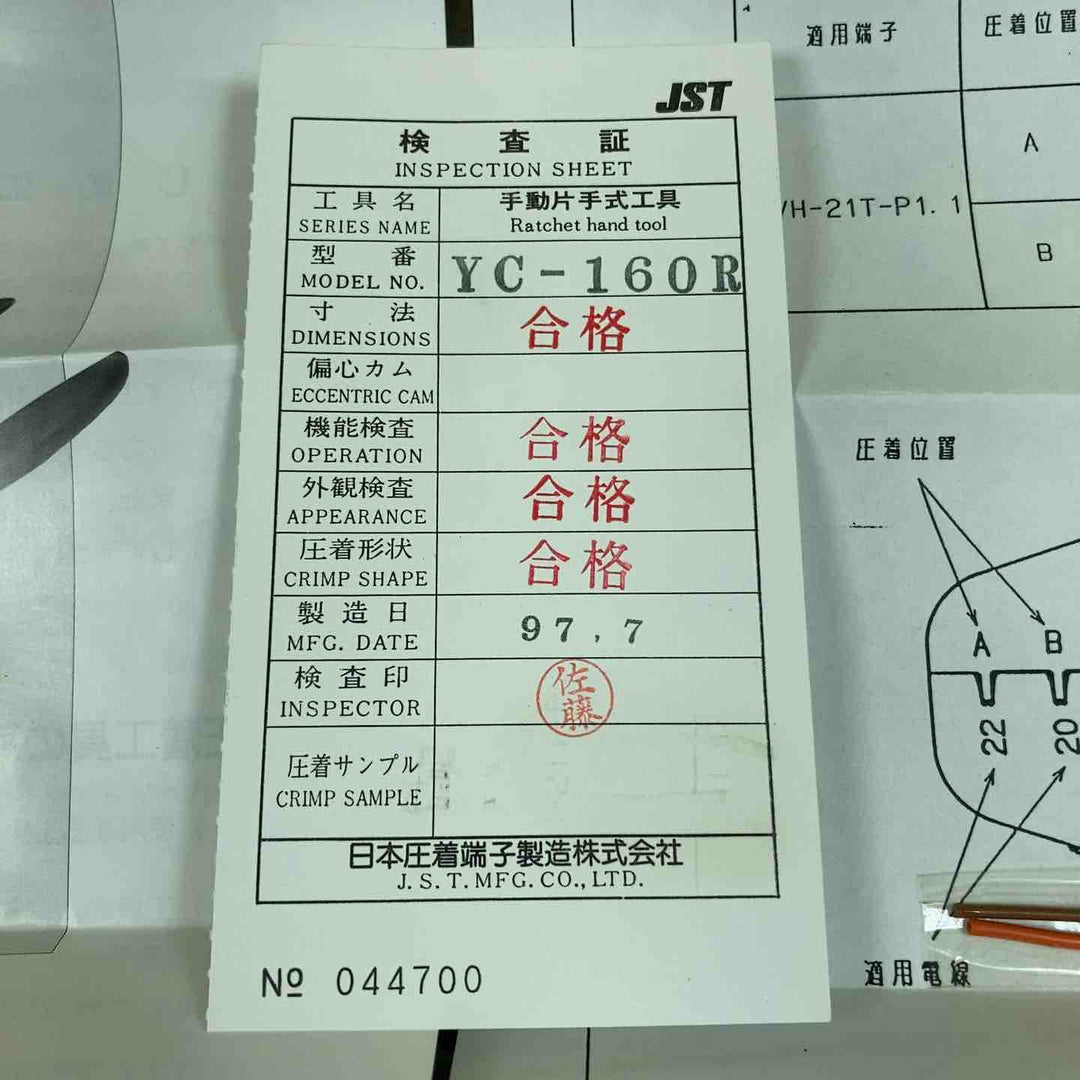 JST
検査証
INSPECTION SHEET
工具名
SERIES NAME
手動片手式工具
Ratchet hand tool
型番
MODEL NO.
YC-160R
寸法
DIMENSIONS
合格
偏心カム
ECCENTRIC CAM
機能検査
OPERATION
合格
外観検査
APPEARANCE
合格
圧着形状
CRIMP SHAPE
合格
製造日
MFG. DATE
97,7
検査印
INSPECTOR
佐藤
圧着サンプル
CRIMP SAMPLE
日本圧着端子製造株式会社
J.S.T.MFG.CO.,LTD.
№ 044700
適用端子
圧着位置
A
VH-21T-P1.1
B
圧着位置
A
B
22
20
適用電線